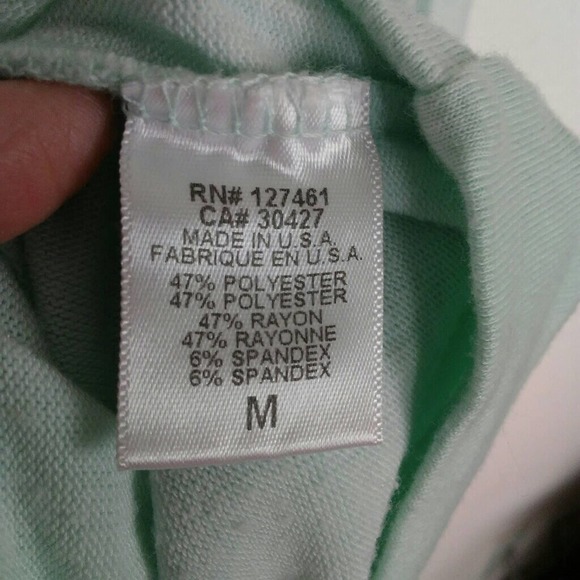 RN# 127461
CA# 30427
MADE IN U.S.A.
FABRIQUE EN U.S.A.
47% POLYESTER
47% POLYESTER
47% RAYON
47% RAYONNE
6% SPANDEX
6% SPANDEX
M